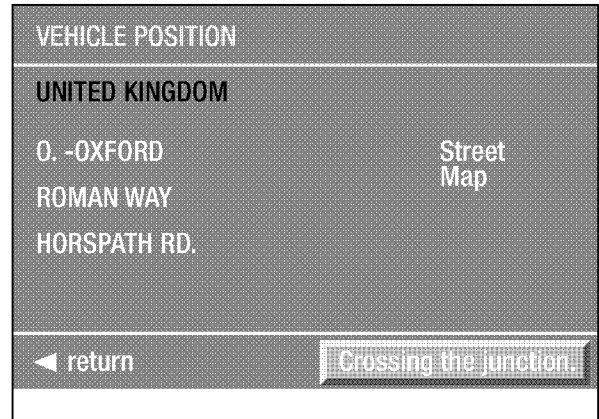 VEHICLE POSITION
UNITED KINGDOM
O. -OXFORD
Street
Map
ROMAN WAY
HORSPATH RD.
◄ return
Crossing the junction.